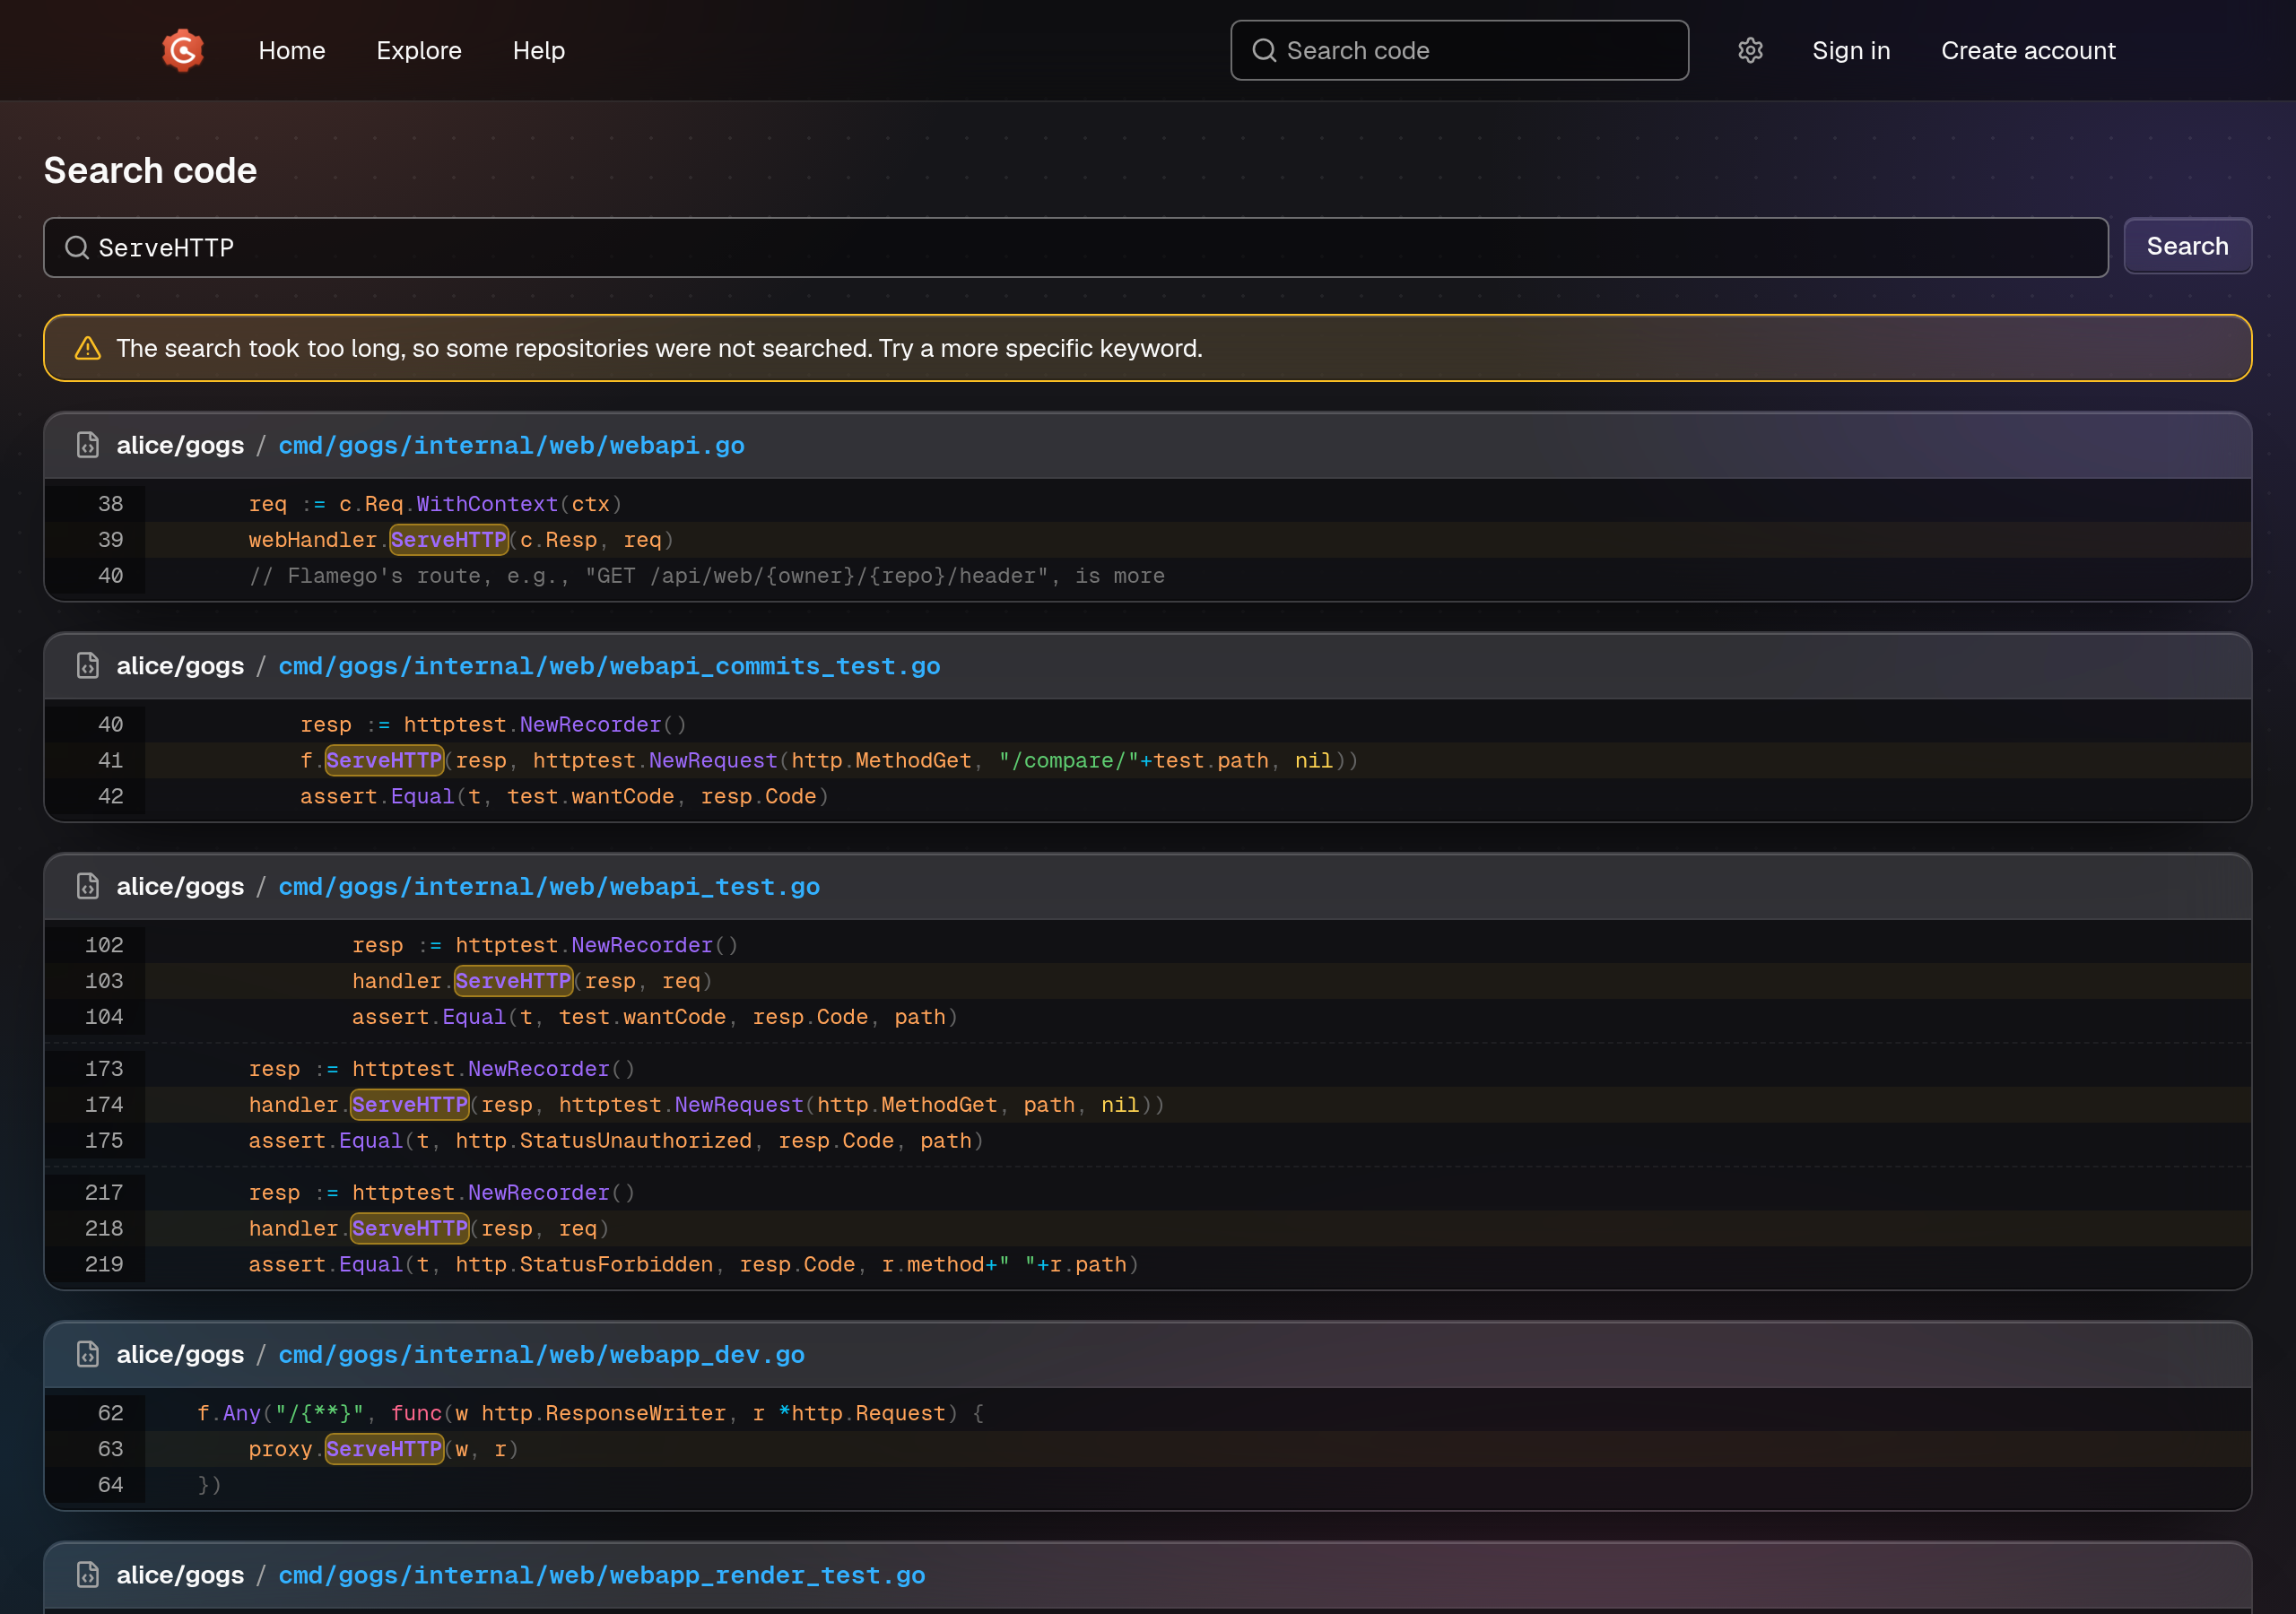 Home Explore Help Search code Sign in Create account
Search code
ServeHTTP Search
The search took too long, so some repositories were not searched. Try a more specific keyword.
alice/gogs / cmd/gogs/internal/web/webapi.go
38 req := c.Req.WithContext(ctx)
39 webHandler.ServeHTTP(c.Resp, req)
40 // Flamego's route, e.g., "GET /api/web/{owner}/{repo}/header", is more
alice/gogs / cmd/gogs/internal/web/webapi_commits_test.go
40 resp := httptest.NewRecorder()
41 f.ServeHTTP(resp, httptest.NewRequest(http.MethodGet, "/compare/"+test.path, nil))
42 assert.Equal(t, test.wantCode, resp.Code)
alice/gogs / cmd/gogs/internal/web/webapi_test.go
102 resp := httptest.NewRecorder()
103 handler.ServeHTTP(resp, req)
104 assert.Equal(t, test.wantCode, resp.Code, path)
173 resp := httptest.NewRecorder()
174 handler.ServeHTTP(resp, httptest.NewRequest(http.MethodGet, path, nil))
175 assert.Equal(t, http.StatusUnauthorized, resp.Code, path)
217 resp := httptest.NewRecorder()
218 handler.ServeHTTP(resp, req)
219 assert.Equal(t, http.StatusForbidden, resp.Code, r.method+" "+r.path)
alice/gogs / cmd/gogs/internal/web/webapp_dev.go
62 f.Any("/{**}", func(w http.ResponseWriter, r *http.Request) {
63 proxy.ServeHTTP(w, r)
64 })
alice/gogs / cmd/gogs/internal/web/webapp_render_test.go